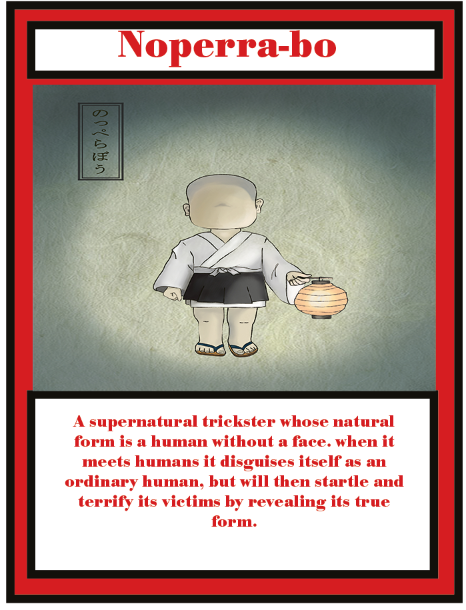 Noperra-bo
のっぺらぼう
A supernatural trickster whose natural
form is a human without a face. when it
meets humans it disguises itself as an
ordinary human, but will then startle and
terrify its victims by revealing its true
form.